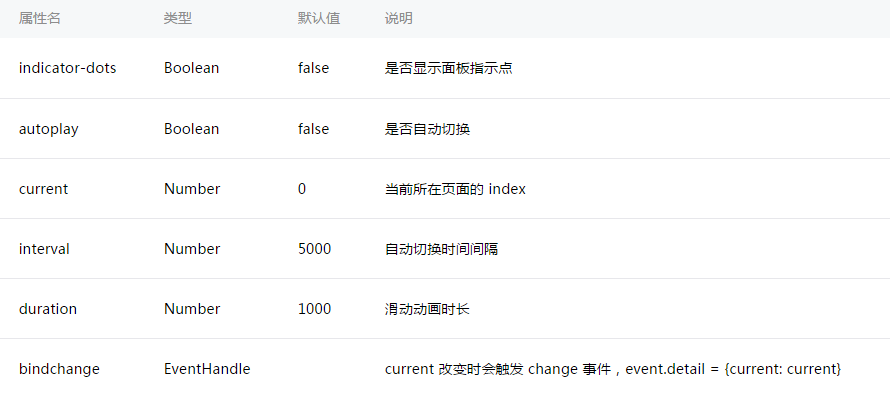 属性名 类型 默认值 说明
indicator-dots Boolean false 是否显示面板指示点
autoplay Boolean false 是否自动切换
current Number 0 当前所在页面的 index
interval Number 5000 自动切换时间间隔
duration Number 1000 滑动动画时长
bindchange EventHandle current 改变时会触发 change 事件，event.detail = {current: current}